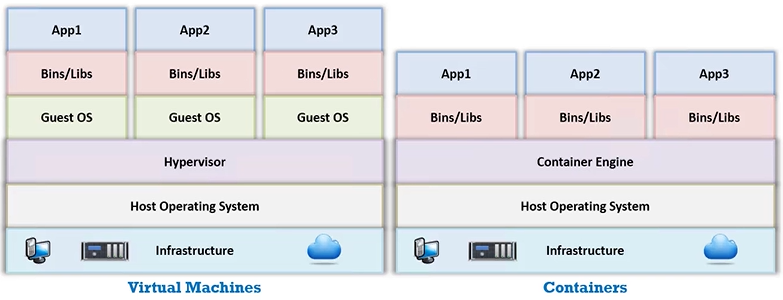 App1 App2 App3
Bins/Libs Bins/Libs Bins/Libs
Guest OS Guest OS Guest OS
Hypervisor
Host Operating System
Infrastructure
Virtual Machines
App1 App2 App3
Bins/Libs Bins/Libs Bins/Libs
Container Engine
Host Operating System
Infrastructure
Containers